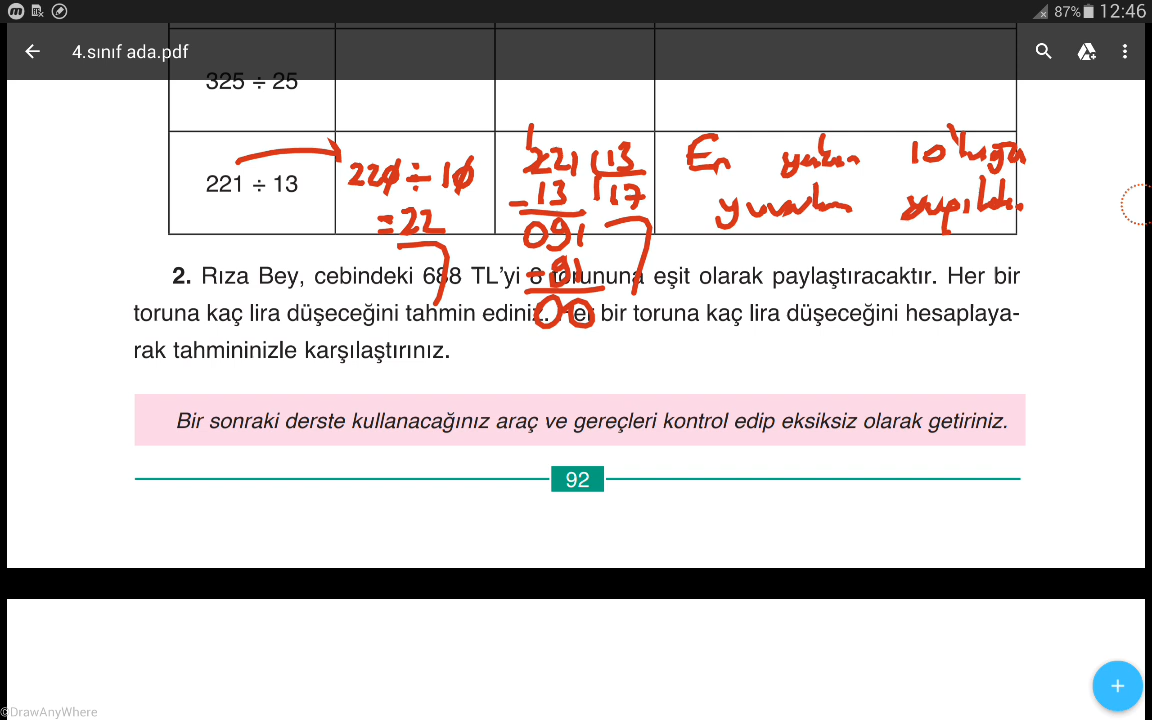 87% 12:46
4.sınıf ada.pdf
325 ÷ 25
221 ÷ 13
220 ÷ 10
= 22
221 13
- 13 17
091
- 91
00
En yakın 10'luğa
yuvarlama yapıldı.
2. Rıza Bey, cebindeki 688 TL'yi 8 torununa eşit olarak paylaştıracaktır. Her bir
toruna kaç lira düşeceğini tahmin ediniz. Her bir toruna kaç lira düşeceğini hesaplaya-
rak tahmininizle karşılaştırınız.
Bir sonraki derste kullanacağınız araç ve gereçleri kontrol edip eksiksiz olarak getiriniz.
92
©DrawAnyWhere